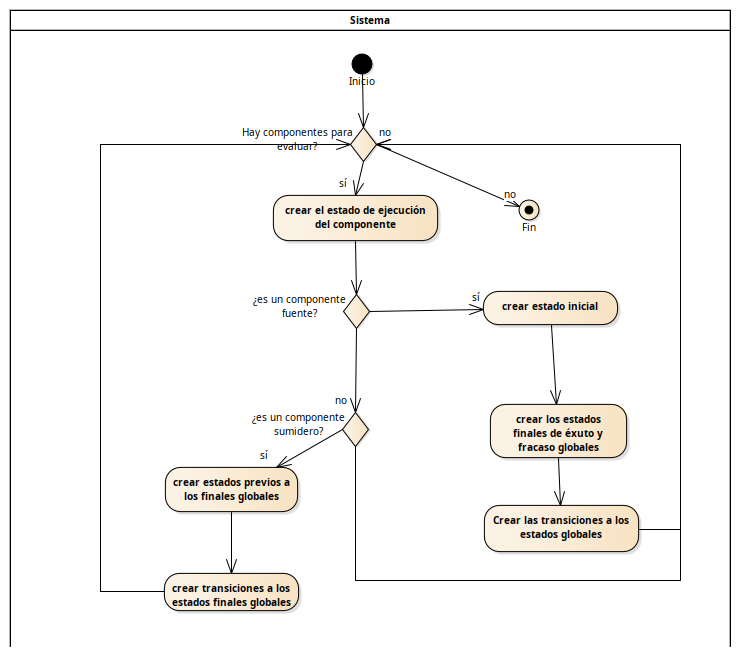 Sistema
Inicio
Hay componentes para
evaluar?
no
sí
no
Fin
crear el estado de ejecución
del componente
¿es un componente
fuente?
sí
crear estado inicial
no
¿es un componente
sumidero?
sí
crear los estados
finales de éxuto y
fracaso globales
crear estados previos a
los finales globales
Crear las transiciones a los
estados globales
crear transiciones a los
estados finales globales